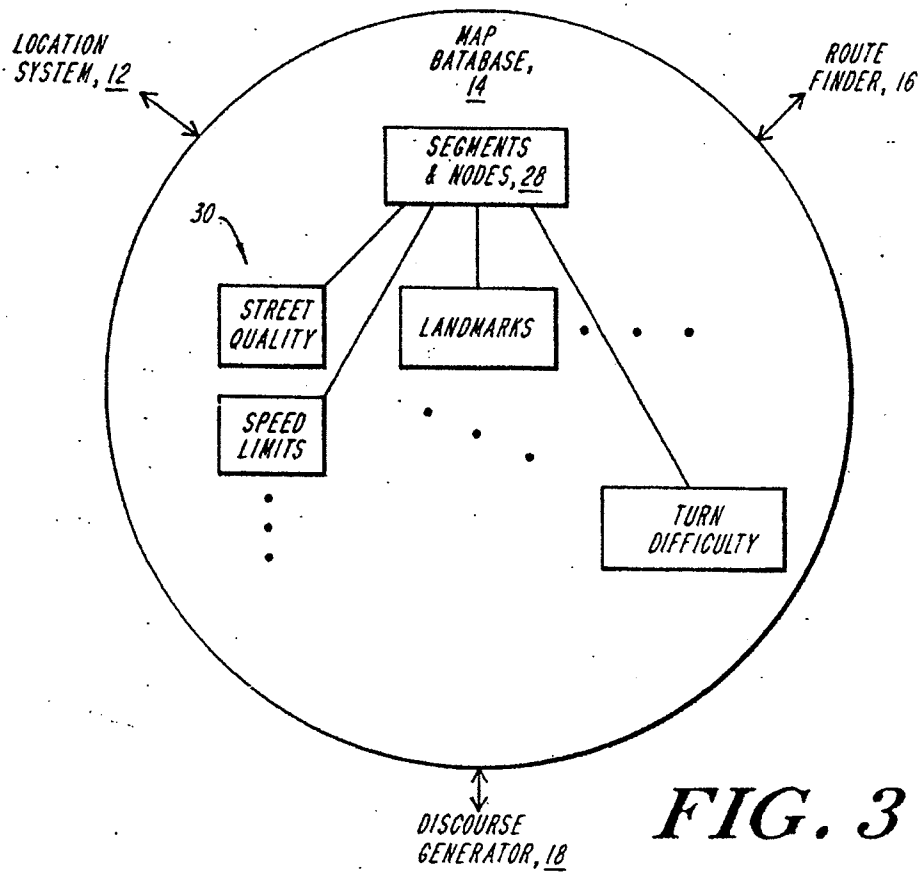 LOCATION
SYSTEM, 12
MAP
BATABASE,
14
ROUTE
FINDER, 16
SEGMENTS
& NODES, 28
30
STREET
QUALITY
LANDMARKS
SPEED
LIMITS
TURN
DIFFICULTY
DISCOURSE
GENERATOR, 18
FIG. 3